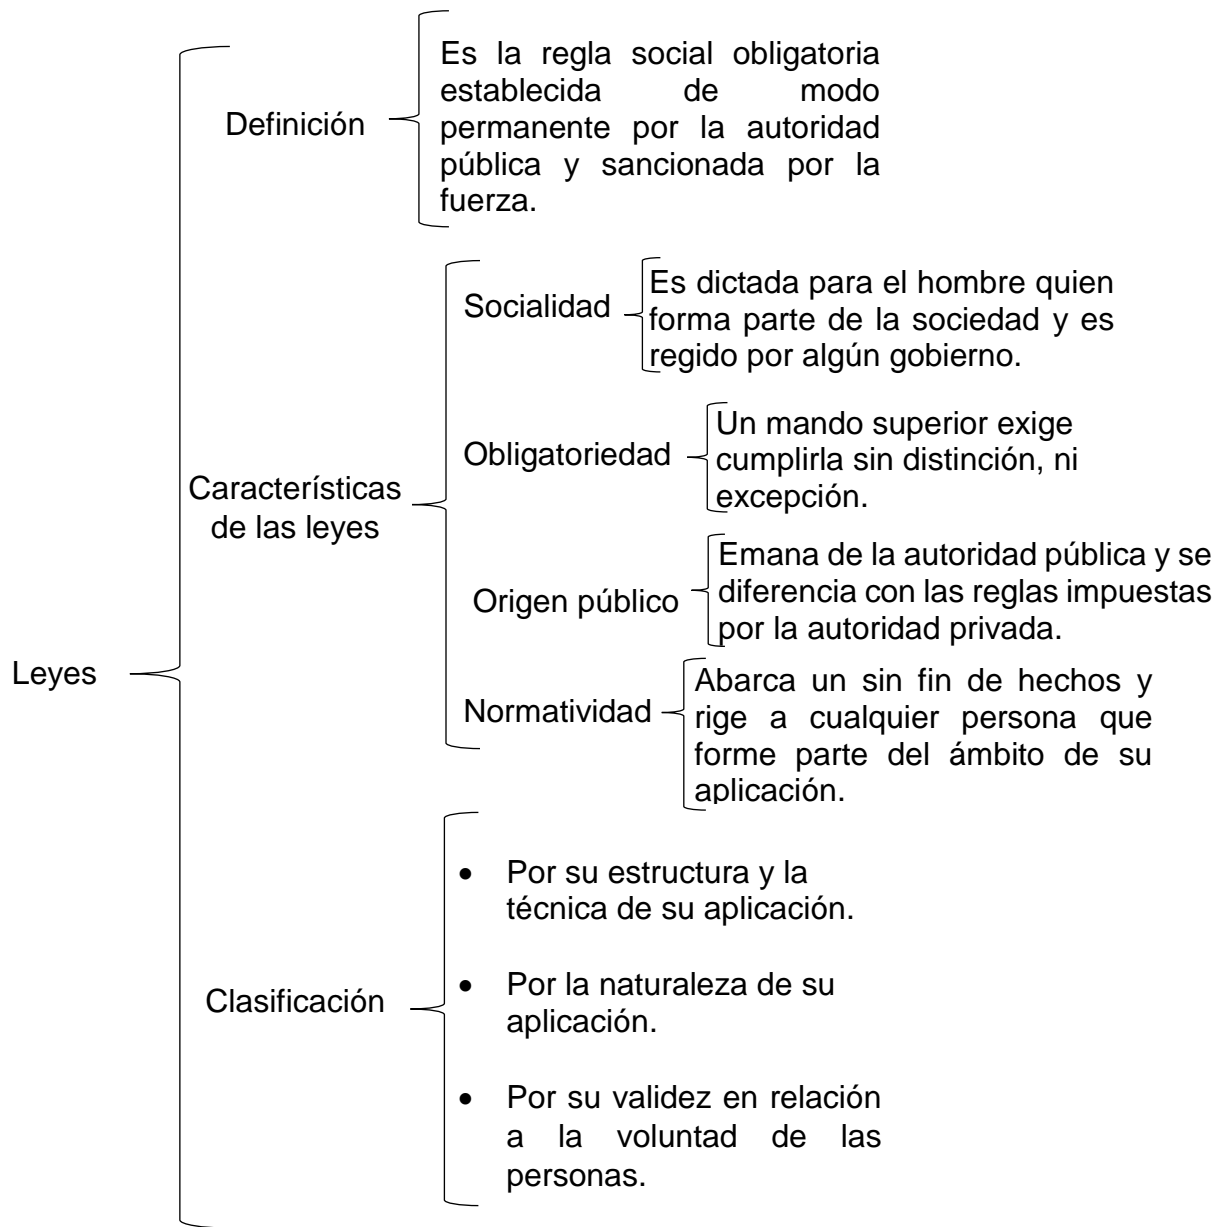 Leyes
Definición
Es la regla social obligatoria
establecida de modo
permanente por la autoridad
pública y sancionada por la
fuerza.
Características
de las leyes
Socialidad
Es dictada para el hombre quien
forma parte de la sociedad y es
regido por algún gobierno.
Obligatoriedad
Un mando superior exige
cumplirla sin distinción, ni
excepción.
Origen público
Emana de la autoridad pública y se
diferencia con las reglas impuestas
por la autoridad privada.
Normatividad
Abarca un sin fin de hechos y
rige a cualquier persona que
forme parte del ámbito de su
aplicación.
Clasificación
• Por su estructura y la
técnica de su aplicación.
• Por la naturaleza de su
aplicación.
• Por su validez en relación
a la voluntad de las
personas.